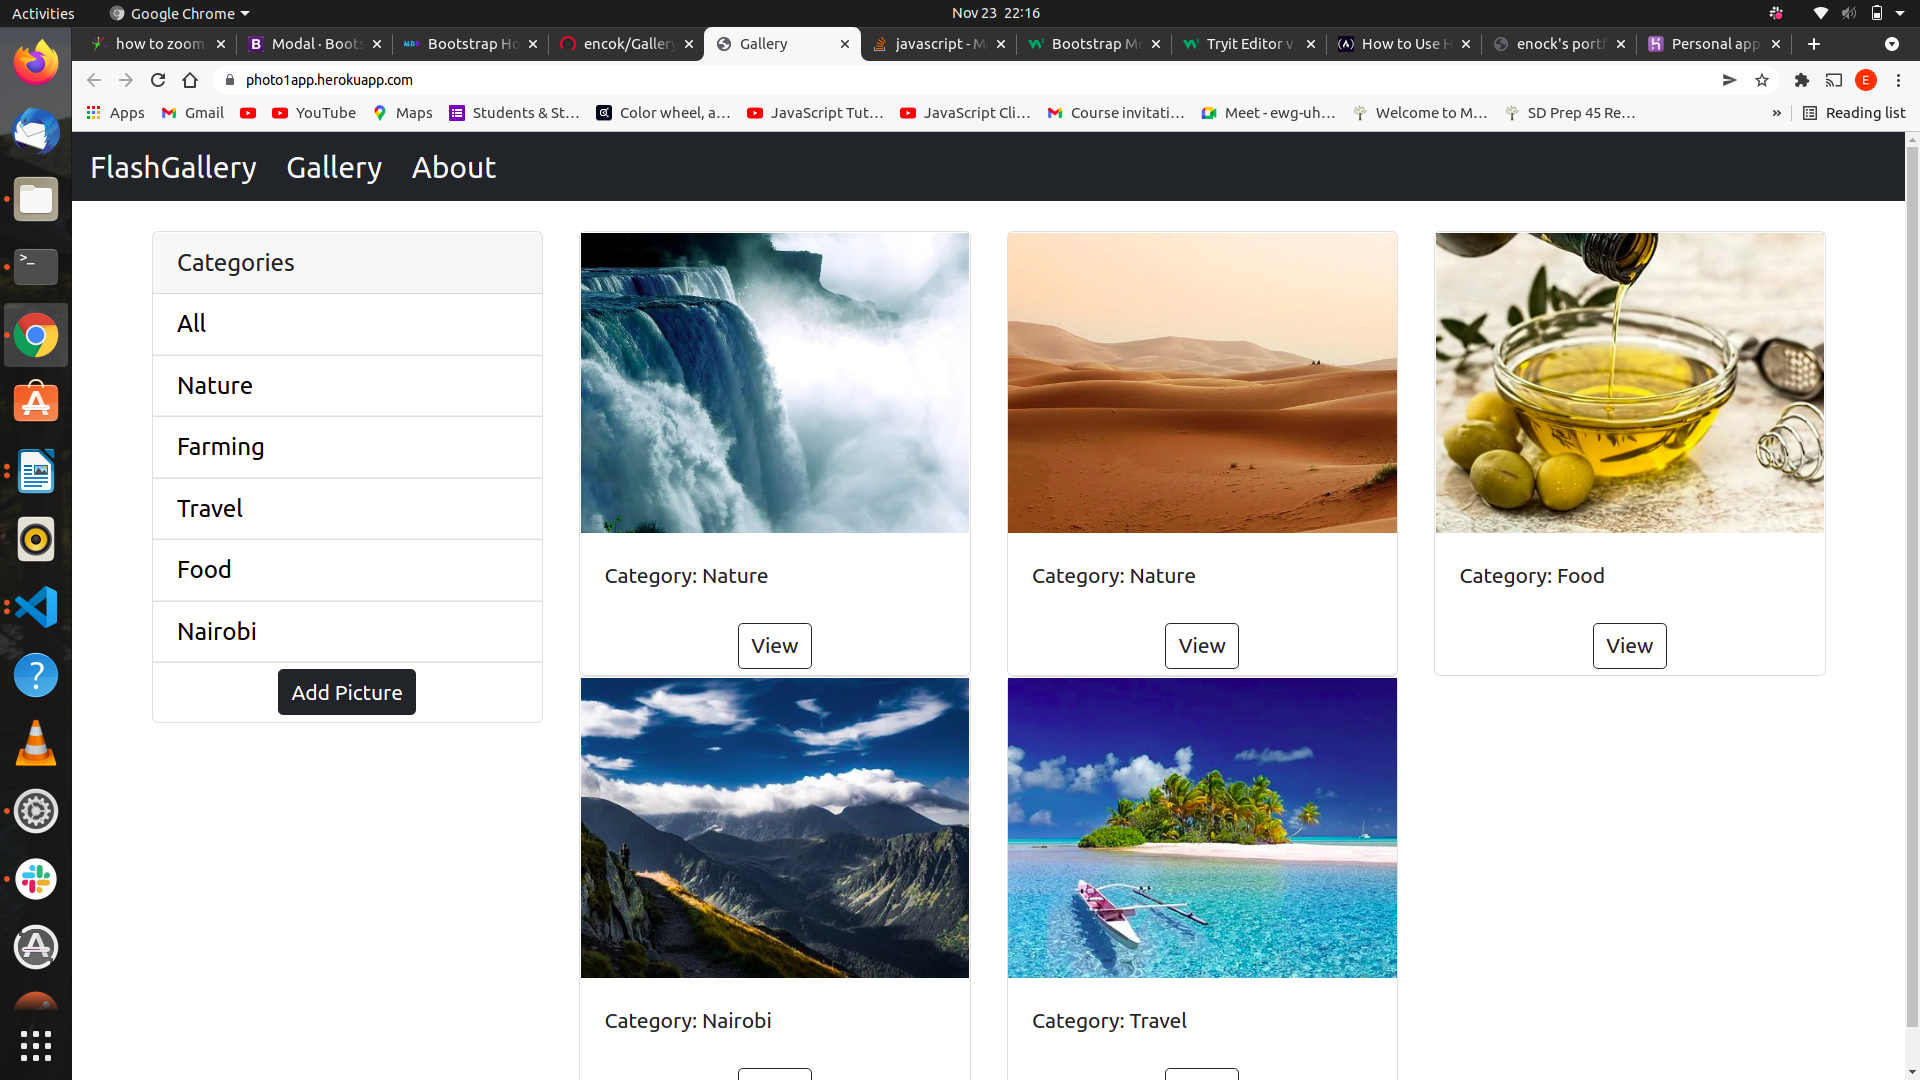 Activities Google Chrome Nov 23 22:16
how to zoom Modal · Boots Bootstrap Ho encok/Gallery Gallery javascript - M Bootstrap Mo Tryit Editor v How to Use H enock's portf Personal app
photo1app.herokuapp.com E
Apps Gmail YouTube Maps Students & St... Color wheel, a... JavaScript Tut... JavaScript Cli... Course invitati... Meet - ewg-uh... Welcome to M... SD Prep 45 Re... » Reading list
FlashGallery Gallery About
Categories
All
Nature
Farming
Travel
Food
Nairobi
Add Picture
Category: Nature
View
Category: Nature
View
Category: Food
View
Category: Nairobi
Category: Travel